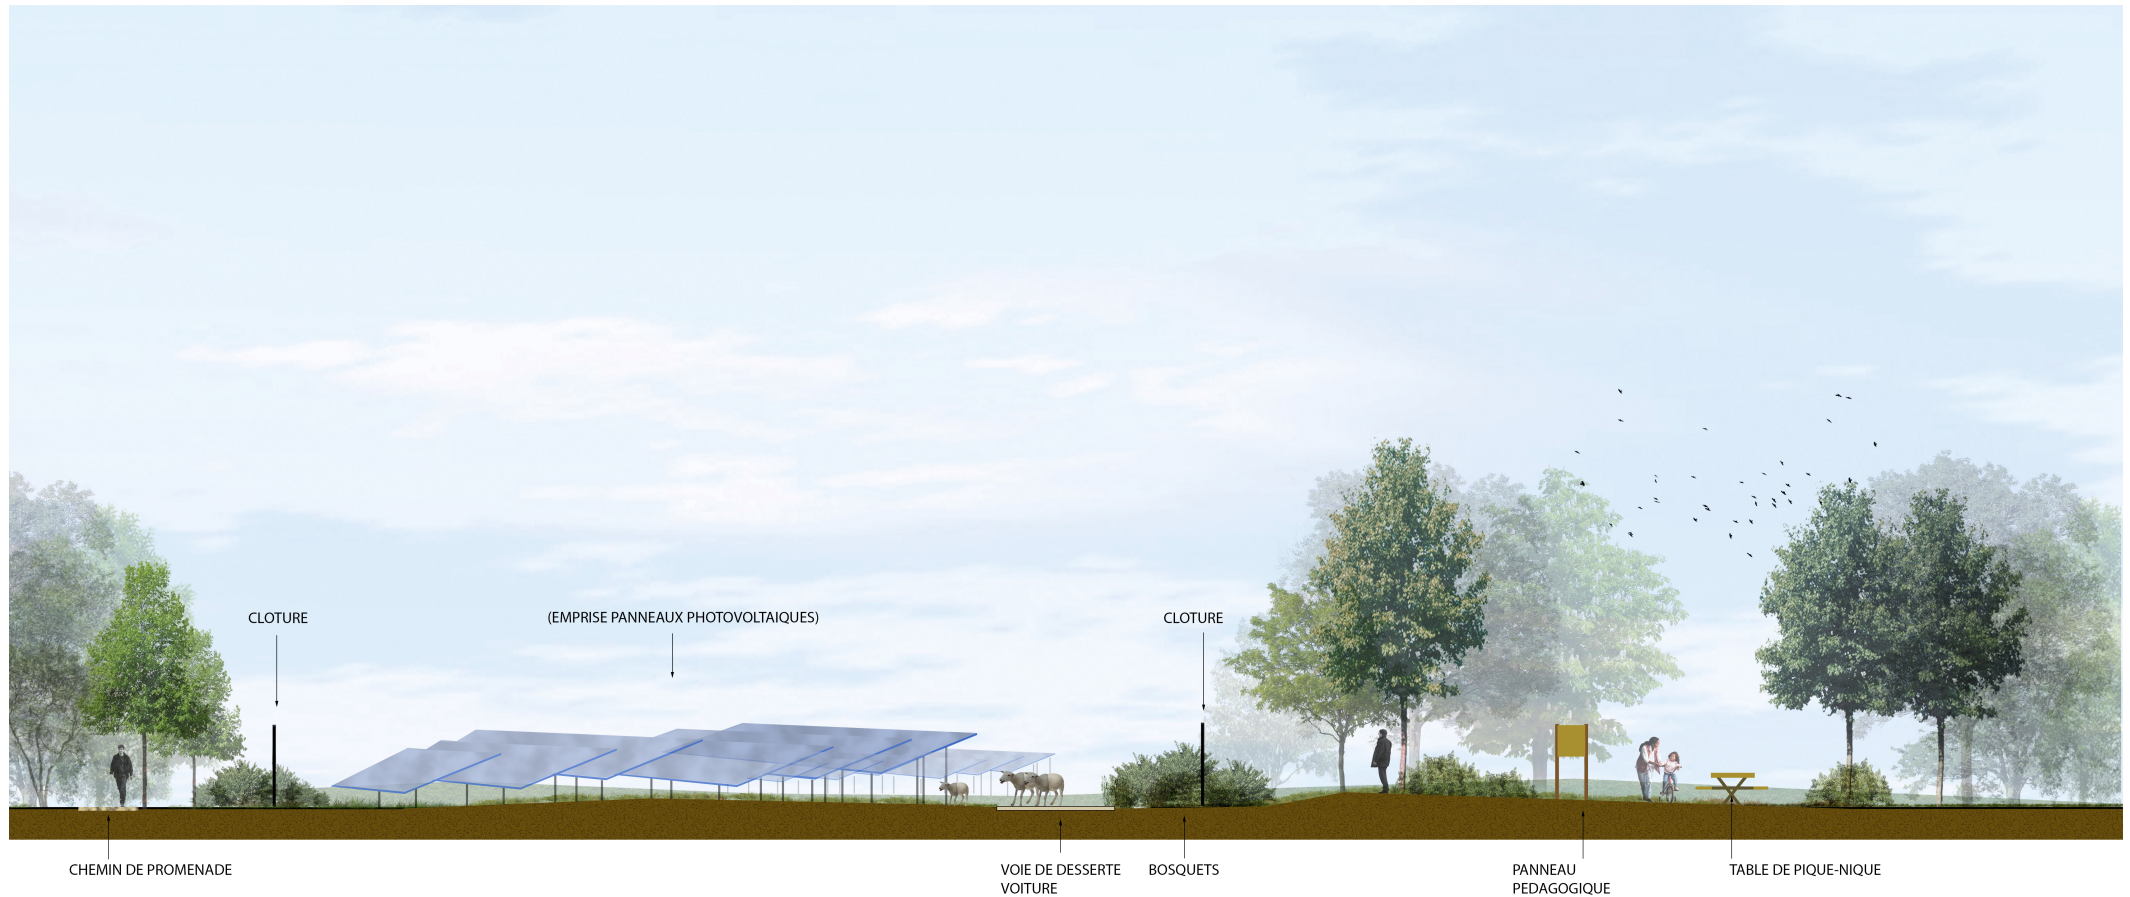 CLOTURE
(EMPRISE PANNEAUX PHOTOVOLTAIQUES)
CLOTURE
CHEMIN DE PROMENADE
VOIE DE DESSERTE
VOITURE
BOSQUETS
PANNEAU
PEDAGOGIQUE
TABLE DE PIQUE-NIQUE